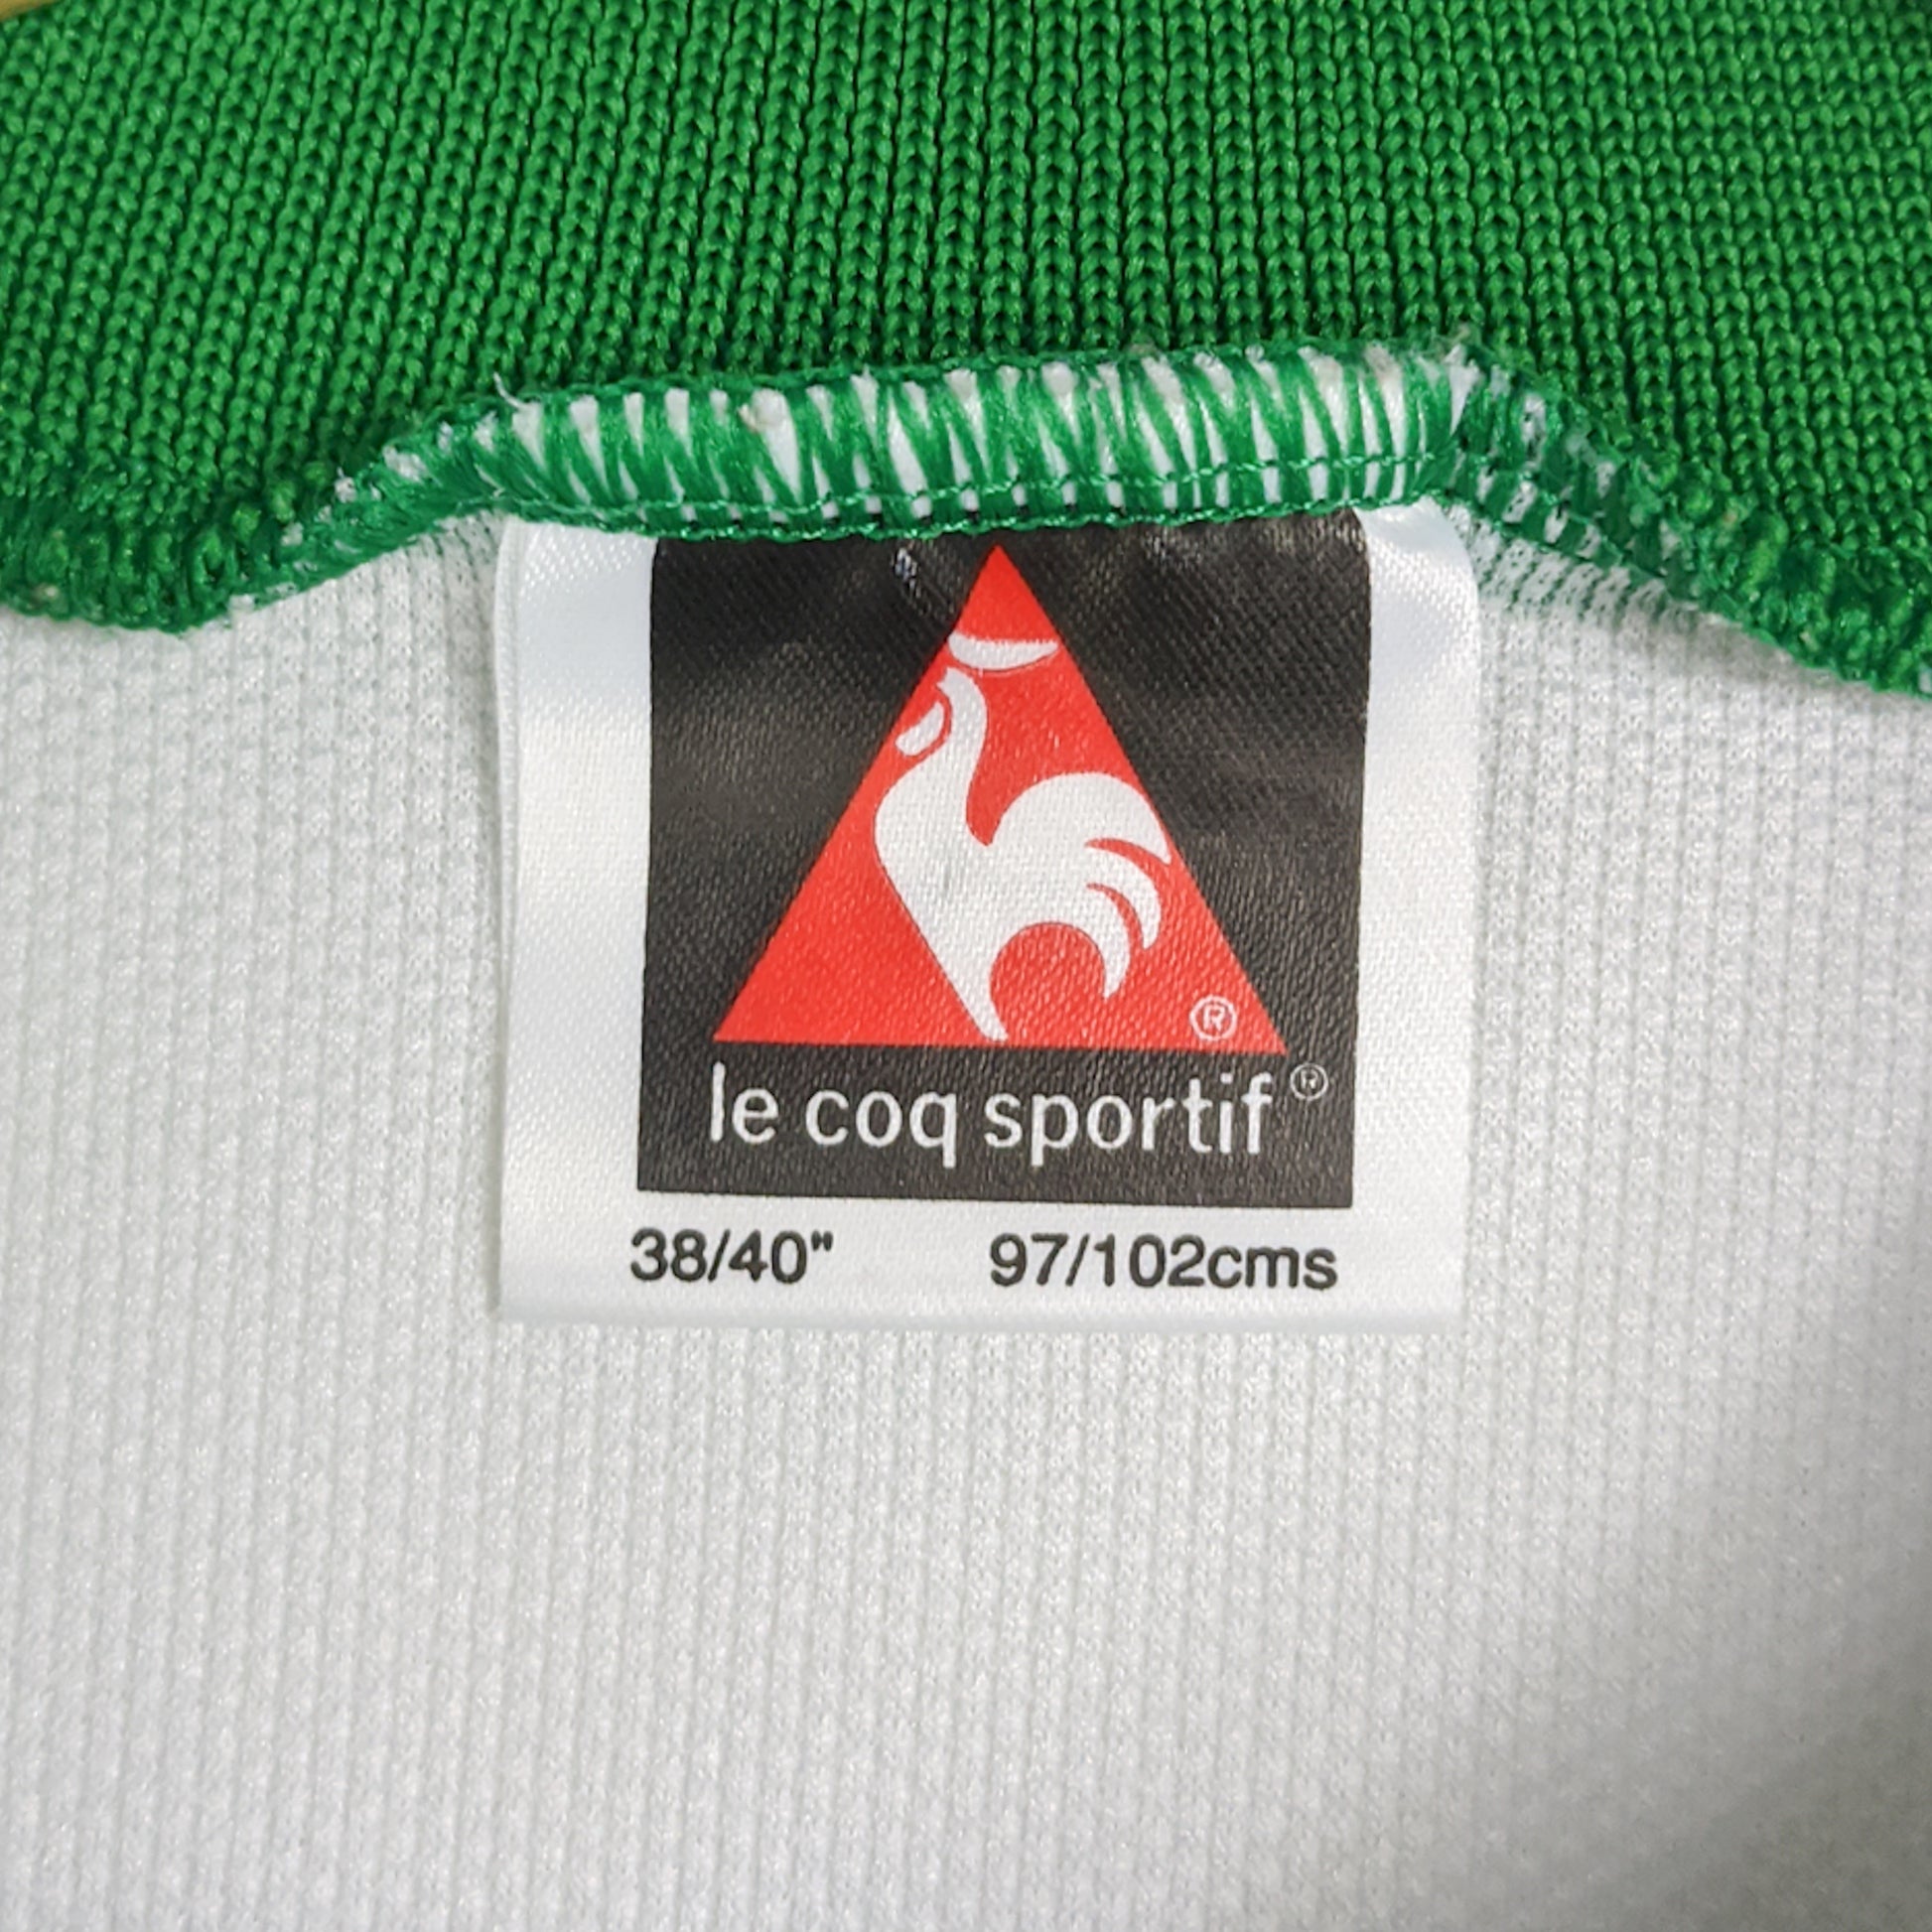 ®
le coq sportif®
38/40" 97/102cms